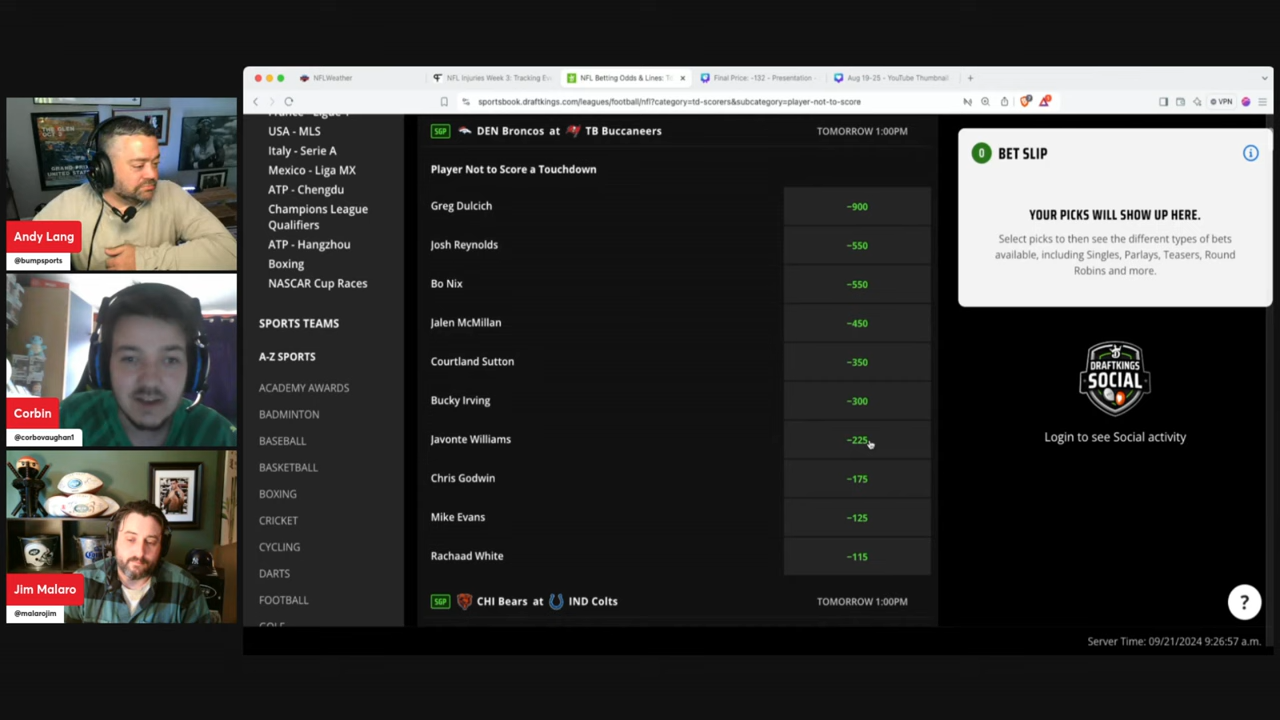 NFLWeather
NFL Injuries Week 3: Tracking Ex
NFL Betting Odds & Lines: T
Final Price: -132 - Presentation -
Aug 19-25 - YouTube Thumbnail
sportsbook.draftkings.com/leagues/football/nfl?category=td-scorers&subcategory=player-not-to-score
VPN
Andy Lang
@bumpsports
Corbin
@corbovaughan1
Jim Malaro
@malarojim
USA - MLS
Italy - Serie A
Mexico - Liga MX
ATP - Chengdu
Champions League
Qualifiers
ATP - Hangzhou
Boxing
NASCAR Cup Races
SPORTS TEAMS
A-Z SPORTS
ACADEMY AWARDS
BADMINTON
BASEBALL
BASKETBALL
BOXING
CRICKET
CYCLING
DARTS
FOOTBALL
SGP DEN Broncos at TB Buccaneers TOMORROW 1:00PM
Player Not to Score a Touchdown
Greg Dulcich −900
Josh Reynolds −550
Bo Nix −550
Jalen McMillan −450
Courtland Sutton −350
Bucky Irving −300
Javonte Williams −225
Chris Godwin −175
Mike Evans −125
Rachaad White −115
SGP CHI Bears at IND Colts TOMORROW 1:00PM
0 BET SLIP
YOUR PICKS WILL SHOW UP HERE.
Select picks to then see the different types of bets
available, including Singles, Parlays, Teasers, Round
Robins and more.
DRAFTKINGS
SOCIAL
Login to see Social activity
?
Server Time: 09/21/2024 9:26:57 a.m.